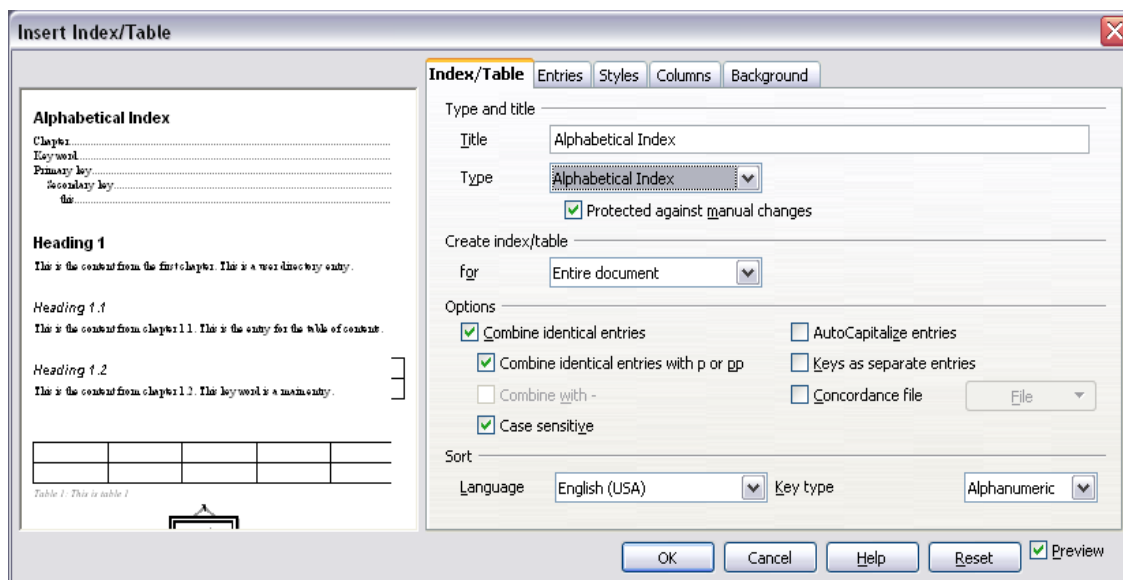 Insert Index/Table
Index/Table Entries Styles Columns Background
Alphabetical Index
Chapter
Keyword
Primary key
Secondary key
this
Heading 1
This is the content from the first chapter. This is a user directory entry.
Heading 1.1
This is the content from chapter 1.1. This is the entry for the table of contents.
Heading 1.2
This is the content from chapter 1.2. This keyword is a main entry.
Table 1: This is table 1
Type and title
Title Alphabetical Index
Type Alphabetical Index
Protected against manual changes
Create index/table
for Entire document
Options
Combine identical entries AutoCapitalize entries
Combine identical entries with p or pp Keys as separate entries
Combine with - Concordance file File
Case sensitive
Sort
Language English (USA) Key type Alphanumeric
OK Cancel Help Reset Preview